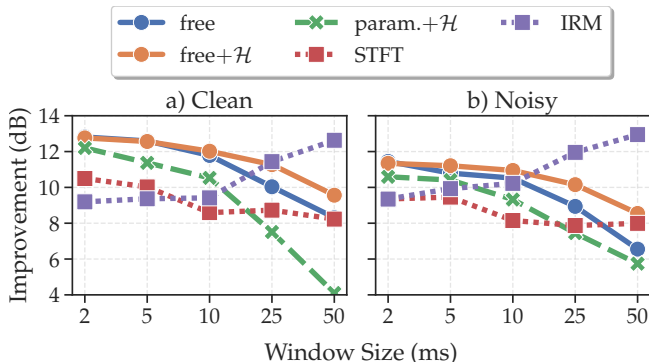 free
param.+ℋ
IRM
free+ℋ
STFT
a) Clean
b) Noisy
Improvement (dB)
14
12
10
8
6
4
2 5 10 25 50
2 5 10 25 50
Window Size (ms)